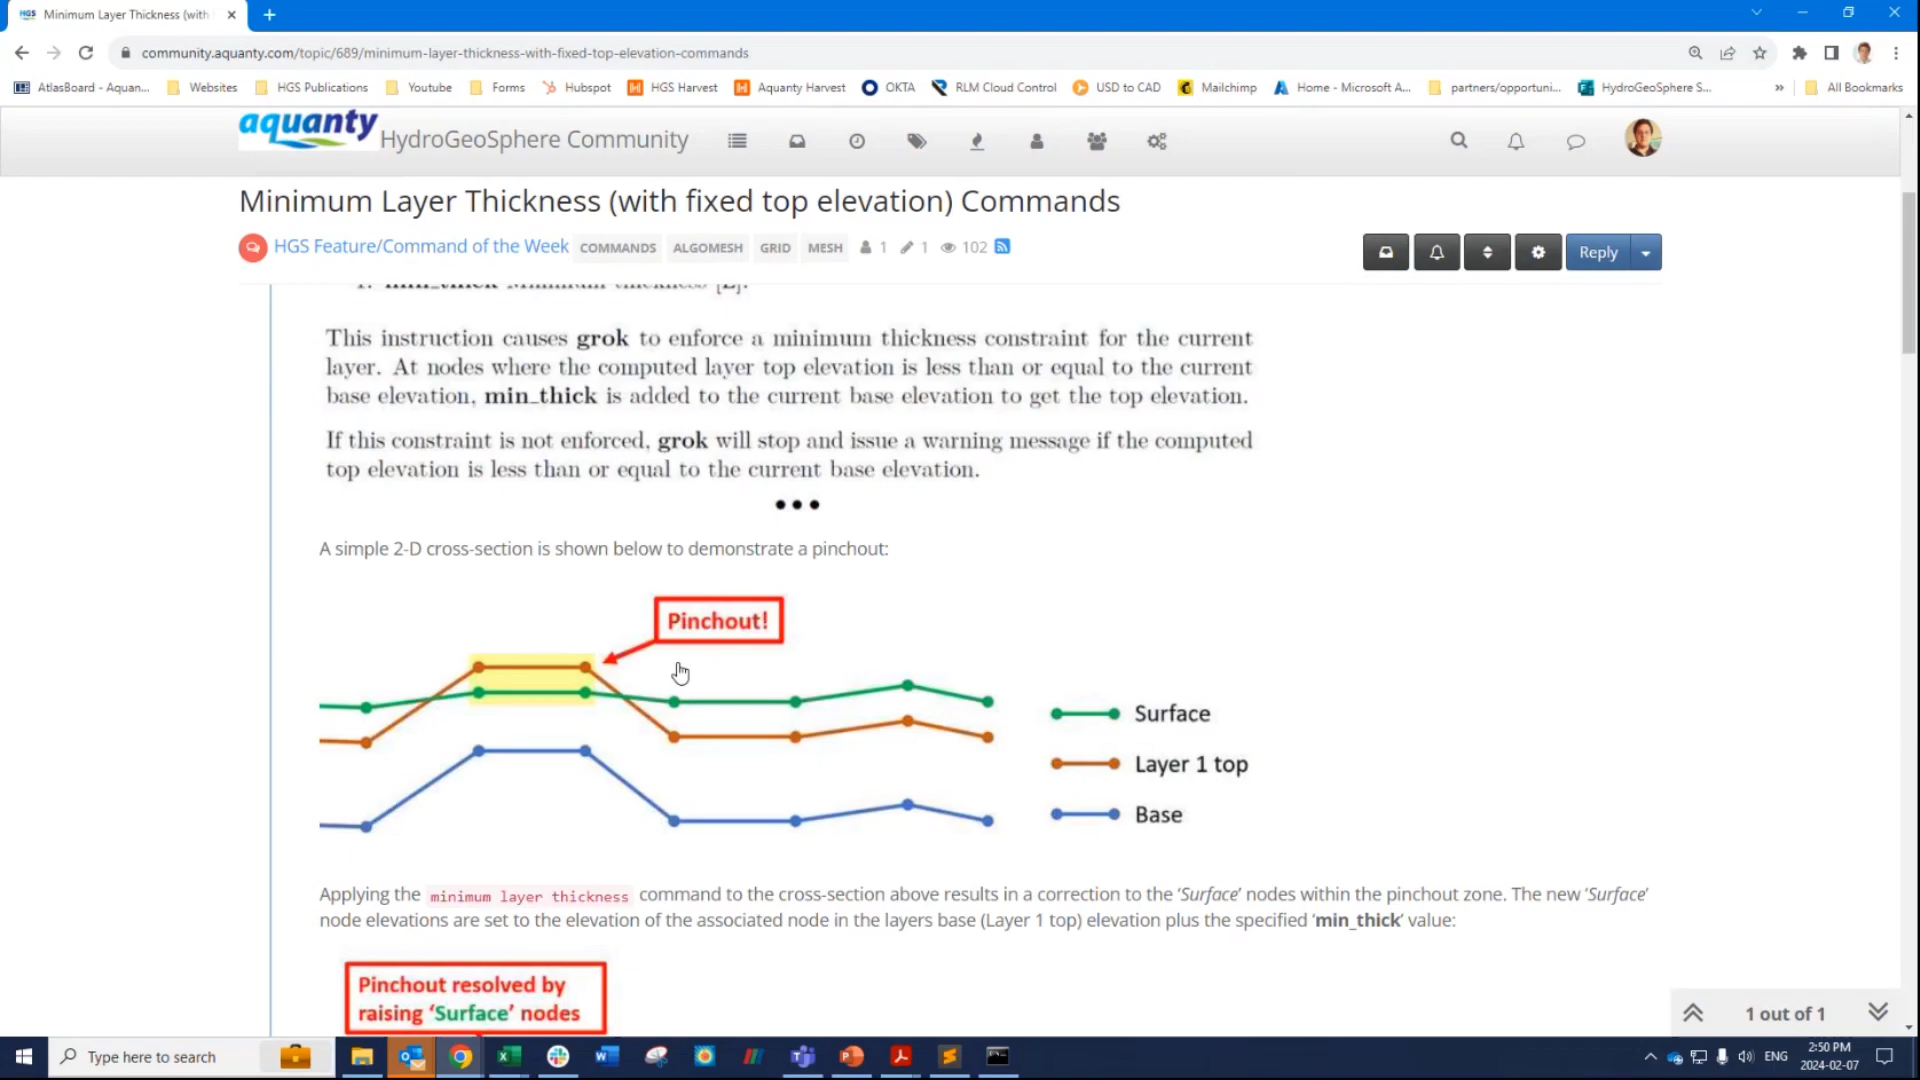 HGS Minimum Layer Thickness (with
community.aquanty.com/topic/689/minimum-layer-thickness-with-fixed-top-elevation-commands
AtlasBoard - Aquan... Websites HGS Publications Youtube Forms Hubspot HGS Harvest Aquanty Harvest OKTA RLM Cloud Control USD to CAD Mailchimp Home - Microsoft A... partners/opportuni... HydroGeoSphere S... » All Bookmarks
aquanty HydroGeoSphere Community
Minimum Layer Thickness (with fixed top elevation) Commands
HGS Feature/Command of the Week COMMANDS ALGOMESH GRID MESH 1 1 102
Reply
1. min_thick Minimum thickness [L].
This instruction causes grok to enforce a minimum thickness constraint for the current
layer. At nodes where the computed layer top elevation is less than or equal to the current
base elevation, min_thick is added to the current base elevation to get the top elevation.
If this constraint is not enforced, grok will stop and issue a warning message if the computed
top elevation is less than or equal to the current base elevation.
•••
A simple 2-D cross-section is shown below to demonstrate a pinchout:
Pinchout!
Surface
Layer 1 top
Base
Applying the minimum layer thickness command to the cross-section above results in a correction to the ‘Surface’ nodes within the pinchout zone. The new ‘Surface’
node elevations are set to the elevation of the associated node in the layers base (Layer 1 top) elevation plus the specified ‘min_thick’ value:
Pinchout resolved by
raising ‘Surface’ nodes
1 out of 1
Type here to search
ENG
2:50 PM
2024-02-07